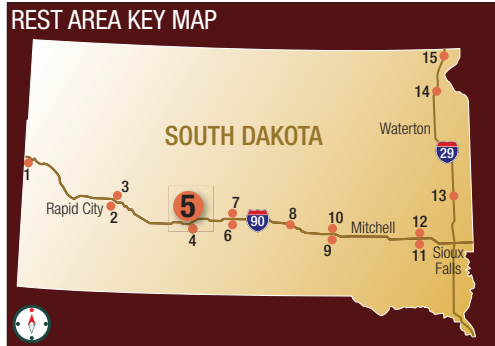 REST AREA KEY MAP
15
14
SOUTH DAKOTA
Waterton
29
1
3
Rapid City
2
5
4
7
6
90
8
10
9
Mitchell
13
12
11
Sioux
Falls